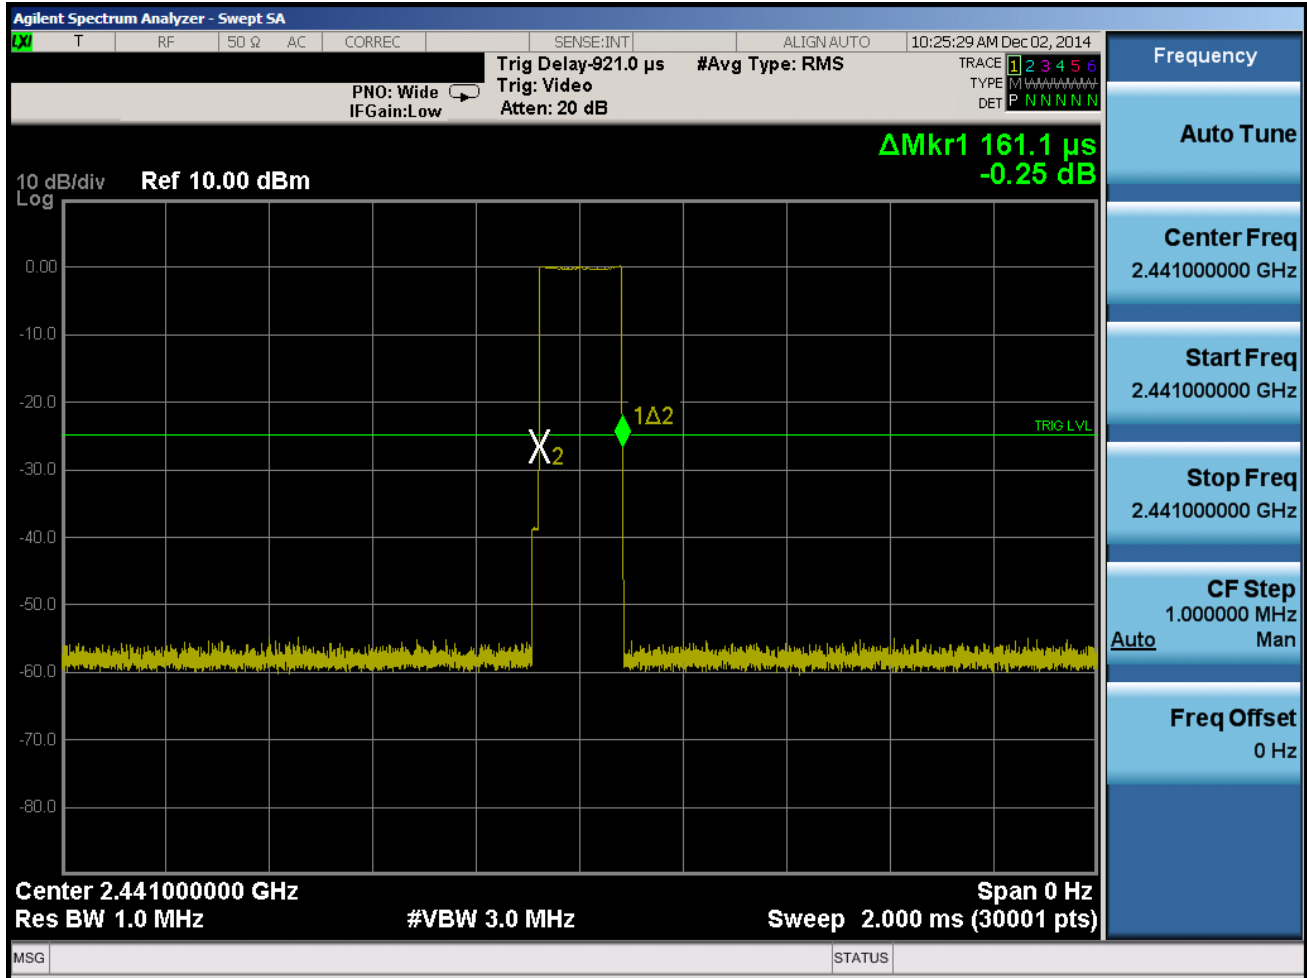 Agilent Spectrum Analyzer - Swept SA
LXI T RF 50 Ω AC CORREC SENSE:INT ALIGN AUTO 10:25:29 AM Dec 02, 2014
Trig Delay-921.0 µs #Avg Type: RMS TRACE 1 2 3 4 5 6
PNO: Wide Trig: Video TYPE M WWWWW
IFGain:Low Atten: 20 dB DET P N N N N N
ΔMkr1 161.1 µs
-0.25 dB
10 dB/div Ref 10.00 dBm
Log
0.00
-10.0
-20.0
1Δ2
TRIG LVL
2
-30.0
-40.0
-50.0
-60.0
-70.0
-80.0
Center 2.441000000 GHz Span 0 Hz
Res BW 1.0 MHz #VBW 3.0 MHz Sweep 2.000 ms (30001 pts)
MSG STATUS
Frequency
Auto Tune
Center Freq
2.441000000 GHz
Start Freq
2.441000000 GHz
Stop Freq
2.441000000 GHz
CF Step
1.000000 MHz
Auto Man
Freq Offset
0 Hz